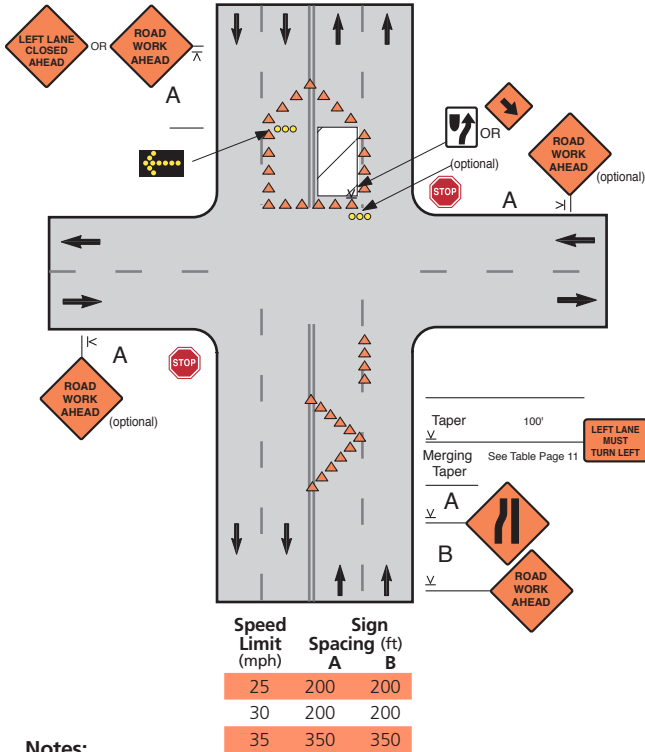 LEFT LANE
CLOSED
AHEAD
OR
ROAD
WORK
AHEAD
A
OR
(optional)
STOP
A
ROAD
WORK
AHEAD
(optional)
A
STOP
ROAD
WORK
AHEAD
(optional)
Taper 100'
LEFT LANE
MUST
TURN LEFT
Merging
Taper
See Table Page 11
A
B
ROAD
WORK
AHEAD
Speed Sign
Limit Spacing (ft)
(mph) A B
25 200 200
30 200 200
35 350 350
Notes: